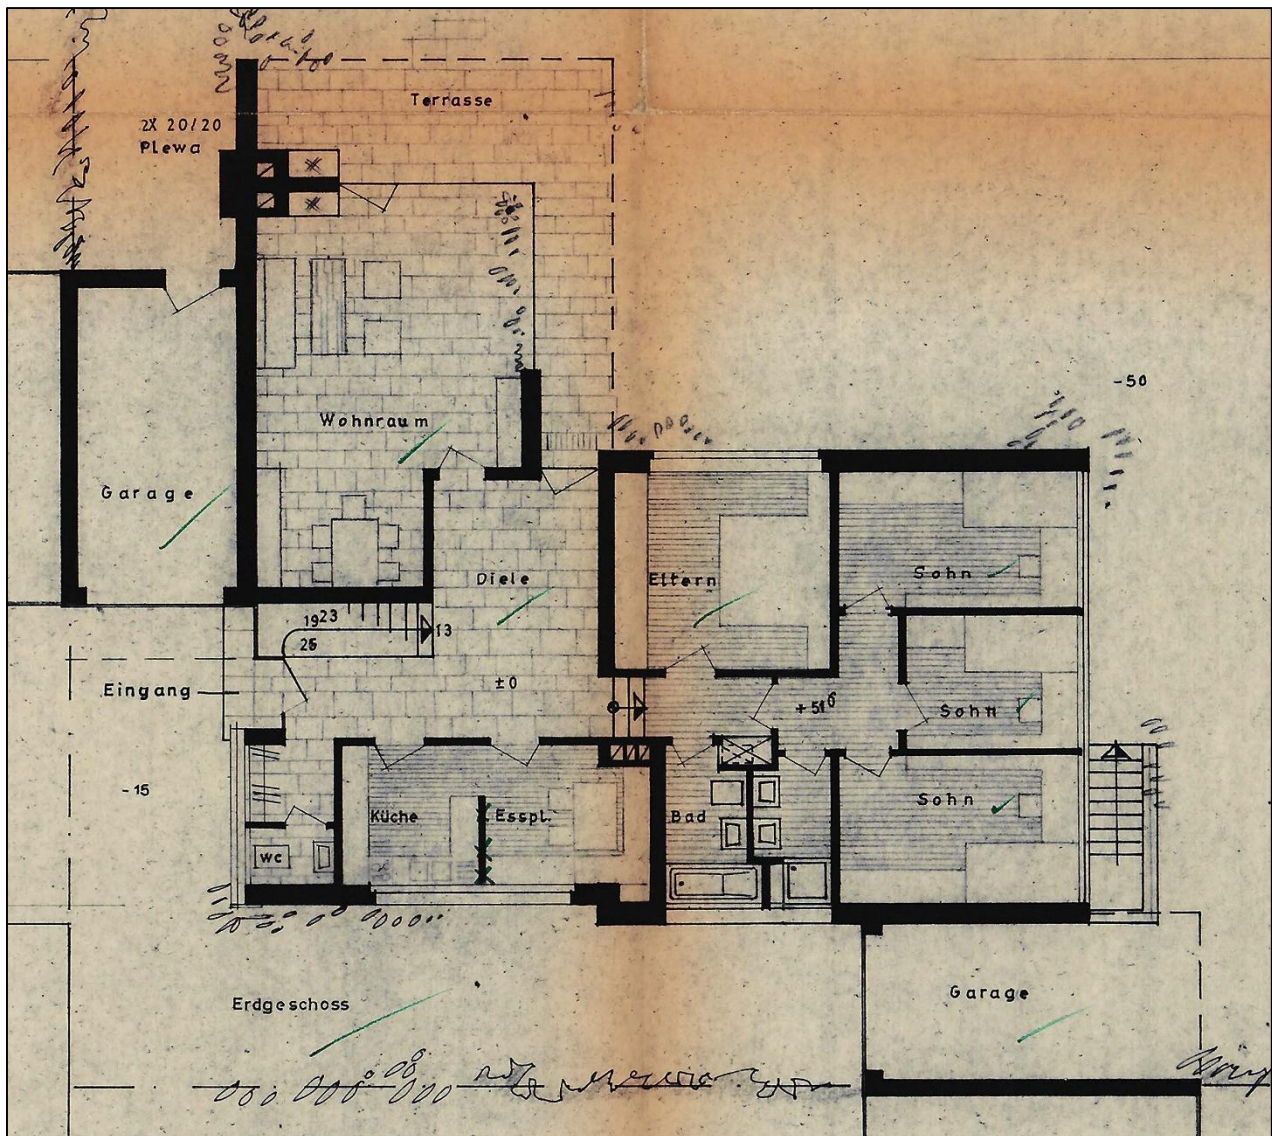 Terrasse
2X 20/20
Plewa
-50
Wohnraum
Garage
Diele
Eltern
Sohn
1923
26
13
Eingang
±0
+516
Sohn
-15
Küche
Esspl.
Bad
Sohn
WC
Erdgeschoss
Garage